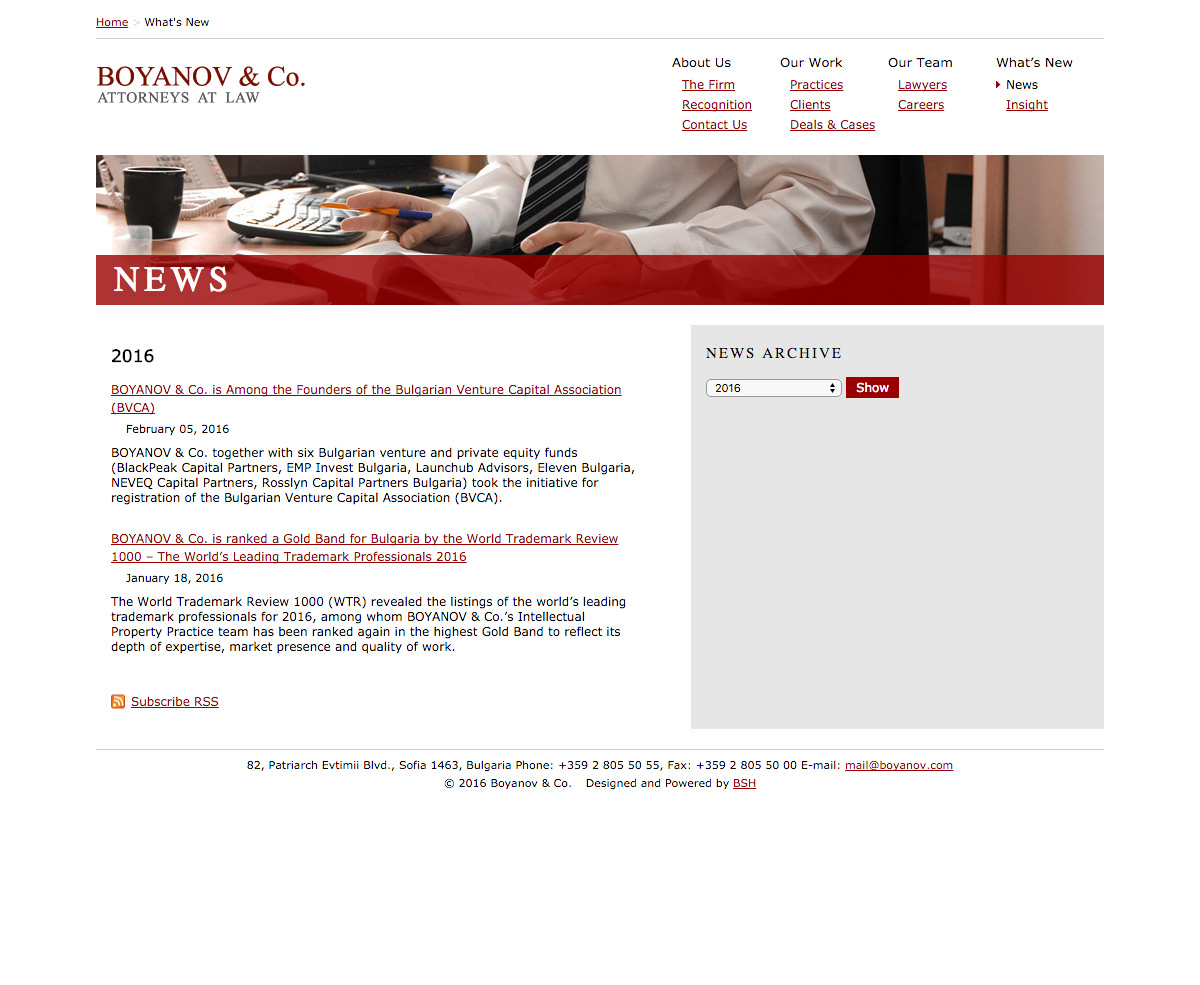 Home > What's New
BOYANOV & Co.
ATTORNEYS AT LAW
About Us
The Firm
Recognition
Contact Us
Our Work
Practices
Clients
Deals & Cases
Our Team
Lawyers
Careers
What’s New
News
Insight
NEWS
2016
BOYANOV & Co. is Among the Founders of the Bulgarian Venture Capital Association
(BVCA)
February 05, 2016
BOYANOV & Co. together with six Bulgarian venture and private equity funds
(BlackPeak Capital Partners, EMP Invest Bulgaria, Launchub Advisors, Eleven Bulgaria,
NEVEQ Capital Partners, Rosslyn Capital Partners Bulgaria) took the initiative for
registration of the Bulgarian Venture Capital Association (BVCA).
BOYANOV & Co. is ranked a Gold Band for Bulgaria by the World Trademark Review
1000 – The World’s Leading Trademark Professionals 2016
January 18, 2016
The World Trademark Review 1000 (WTR) revealed the listings of the world’s leading
trademark professionals for 2016, among whom BOYANOV & Co.’s Intellectual
Property Practice team has been ranked again in the highest Gold Band to reflect its
depth of expertise, market presence and quality of work.
Subscribe RSS
NEWS ARCHIVE
2016 Show
82, Patriarch Evtimii Blvd., Sofia 1463, Bulgaria Phone: +359 2 805 50 55, Fax: +359 2 805 50 00 E-mail: mail@boyanov.com
© 2016 Boyanov & Co. Designed and Powered by BSH